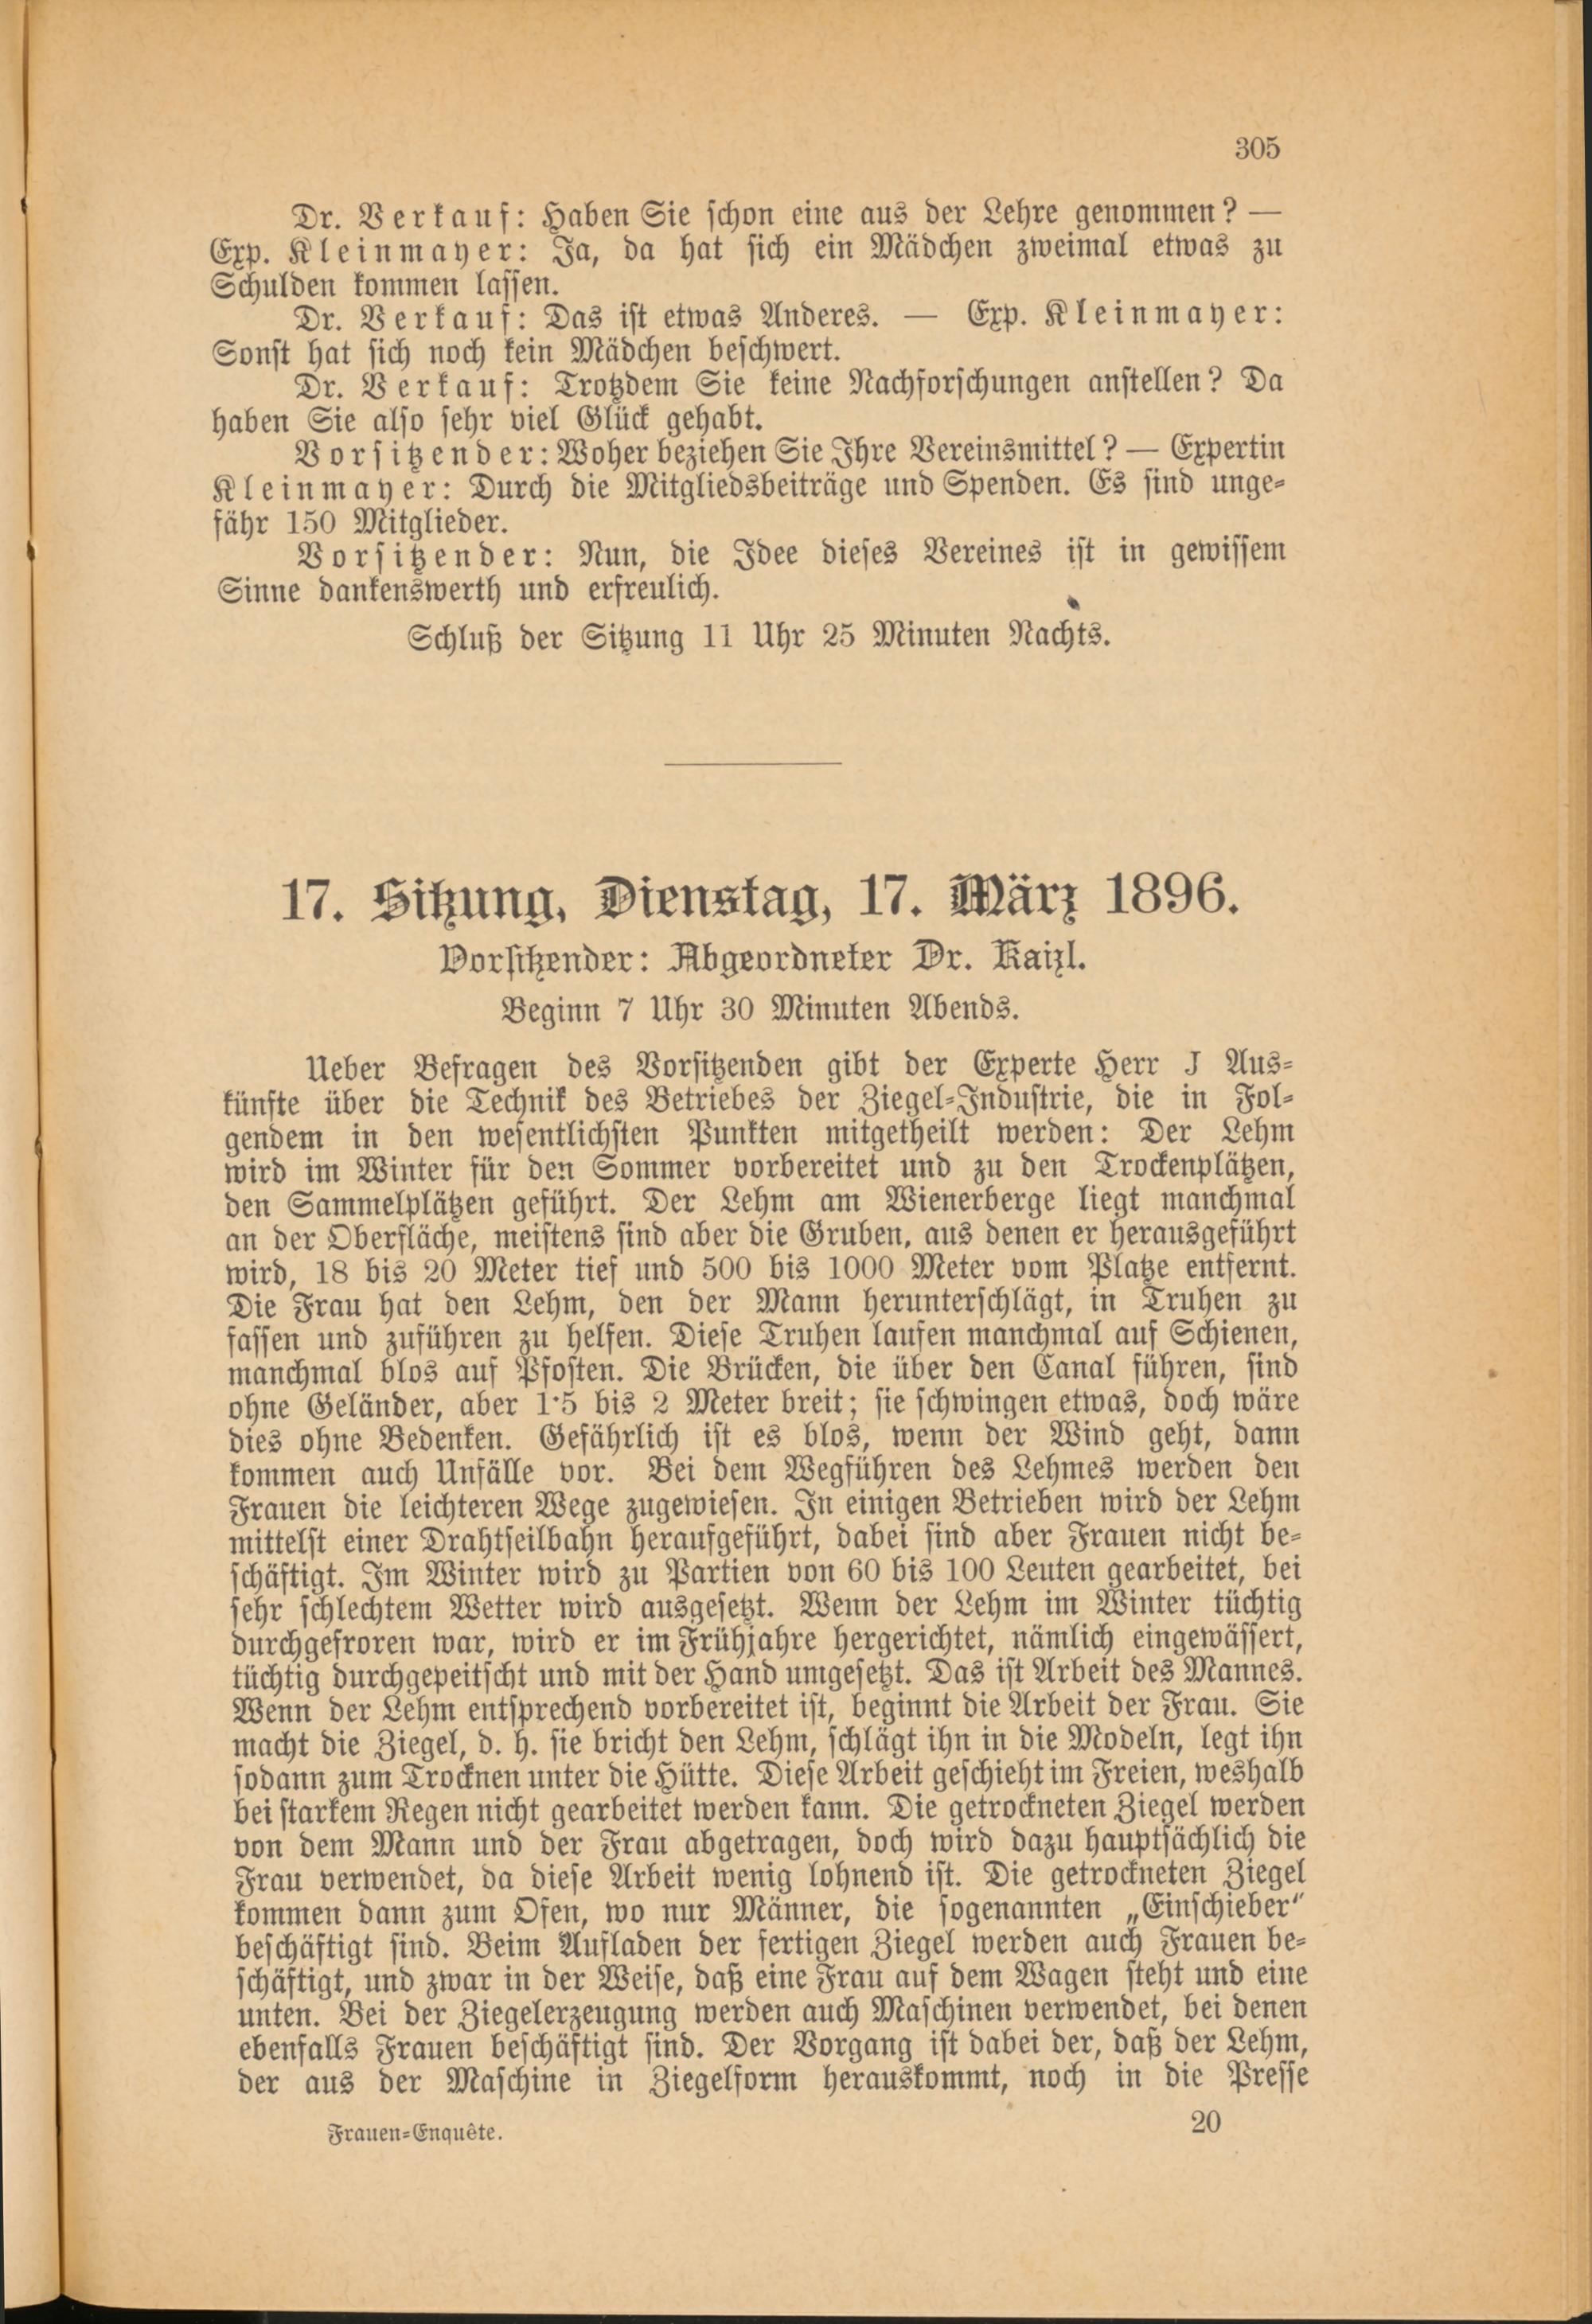 305
Dr. Verkauf: Haben Sie schon eine aus der Lehre genommen? —
Exp. Kleinmayer: Ja, da hat sich ein Mädchen zweimal etwas zu
Schulden kommen lassen.
Dr. Verkauf: Das ist etwas Anderes. — Exp. Kleinmayer:
Sonst hat sich noch kein Mädchen beschwert.
Dr. Verkauf: Trotzdem Sie keine Nachforschungen anstellen? Da
haben Sie also sehr viel Glück gehabt.
Vorsitzender: Woher beziehen Sie Ihre Vereinsmittel? — Expertin
Kleinmayer: Durch die Mitgliedsbeiträge und Spenden. Es sind unge-
fähr 150 Mitglieder.
Vorsitzender: Nun, die Idee dieses Vereines ist in gewissem
Sinne dankenswerth und erfreulich.
Schluß der Sitzung 11 Uhr 25 Minuten Nachts.
17. Sitzung, Dienstag, 17. März 1896.
Vorsitzender: Abgeordneter Dr. Kaizl.
Beginn 7 Uhr 30 Minuten Abends.
Ueber Befragen des Vorsitzenden gibt der Experte Herr J Aus-
künfte über die Technik des Betriebes der Ziegel-Industrie, die in Fol-
gendem in den wesentlichsten Punkten mitgetheilt werden: Der Lehm
wird im Winter für den Sommer vorbereitet und zu den Trockenplätzen,
den Sammelplätzen geführt. Der Lehm am Wienerberge liegt manchmal
an der Oberfläche, meistens sind aber die Gruben, aus denen er herausgeführt
wird, 18 bis 20 Meter tief und 500 bis 1000 Meter vom Platze entfernt.
Die Frau hat den Lehm, den der Mann herunterschlägt, in Truhen zu
fassen und zuführen zu helfen. Diese Truhen laufen manchmal auf Schienen,
manchmal blos auf Pfosten. Die Brücken, die über den Canal führen, sind
ohne Geländer, aber 1·5 bis 2 Meter breit; sie schwingen etwas, doch wäre
dies ohne Bedenken. Gefährlich ist es blos, wenn der Wind geht, dann
kommen auch Unfälle vor. Bei dem Wegführen des Lehmes werden den
Frauen die leichteren Wege zugewiesen. In einigen Betrieben wird der Lehm
mittelst einer Drahtseilbahn heraufgeführt, dabei sind aber Frauen nicht be-
schäftigt. Im Winter wird zu Partien von 60 bis 100 Leuten gearbeitet, bei
sehr schlechtem Wetter wird ausgesetzt. Wenn der Lehm im Winter tüchtig
durchgefroren war, wird er im Frühjahre hergerichtet, nämlich eingewässert,
tüchtig durchgepeitscht und mit der Hand umgesetzt. Das ist Arbeit des Mannes.
Wenn der Lehm entsprechend vorbereitet ist, beginnt die Arbeit der Frau. Sie
macht die Ziegel, d. h. sie bricht den Lehm, schlägt ihn in die Modeln, legt ihn
sodann zum Trocknen unter die Hütte. Diese Arbeit geschieht im Freien, weshalb
bei starkem Regen nicht gearbeitet werden kann. Die getrockneten Ziegel werden
von dem Mann und der Frau abgetragen, doch wird dazu hauptsächlich die
Frau verwendet, da diese Arbeit wenig lohnend ist. Die getrockneten Ziegel
kommen dann zum Ofen, wo nur Männer, die sogenannten „Einschieber“
beschäftigt sind. Beim Aufladen der fertigen Ziegel werden auch Frauen be-
schäftigt, und zwar in der Weise, daß eine Frau auf dem Wagen steht und eine
unten. Bei der Ziegelerzeugung werden auch Maschinen verwendet, bei denen
ebenfalls Frauen beschäftigt sind. Der Vorgang ist dabei der, daß der Lehm,
der aus der Maschine in Ziegelform herauskommt, noch in die Presse
Frauen-Enquête. 20